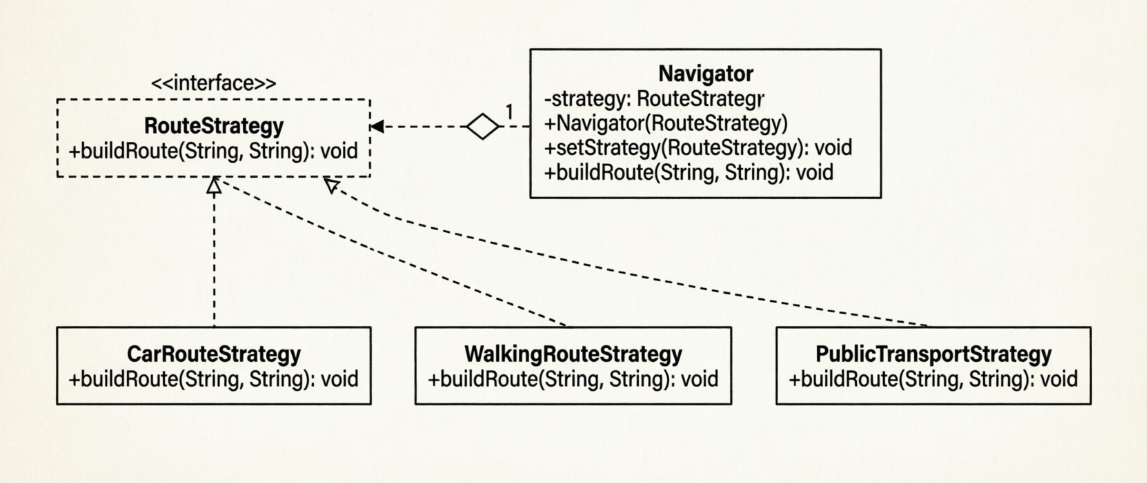 <<interface>>
RouteStrategy
+buildRoute(String, String): void
1
Navigator
-strategy: RouteStrategr
+Navigator(RouteStrategy)
+setStrategy(RouteStrategy): void
+buildRoute(String, String): void
CarRouteStrategy
+buildRoute(String, String): void
WalkingRouteStrategy
+buildRoute(String, String): void
PublicTransportStrategy
+buildRoute(String, String): void